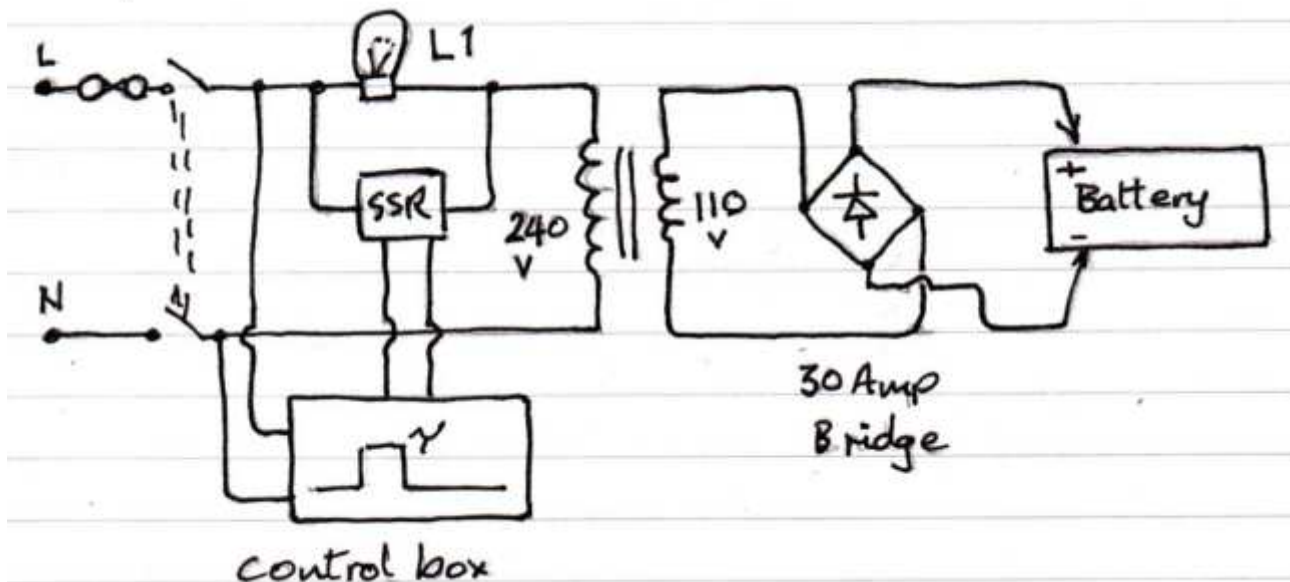 L
L1
SSR
240
V
110
V
+
Battery
-
N
30 Amp
Bridge
τ
control box